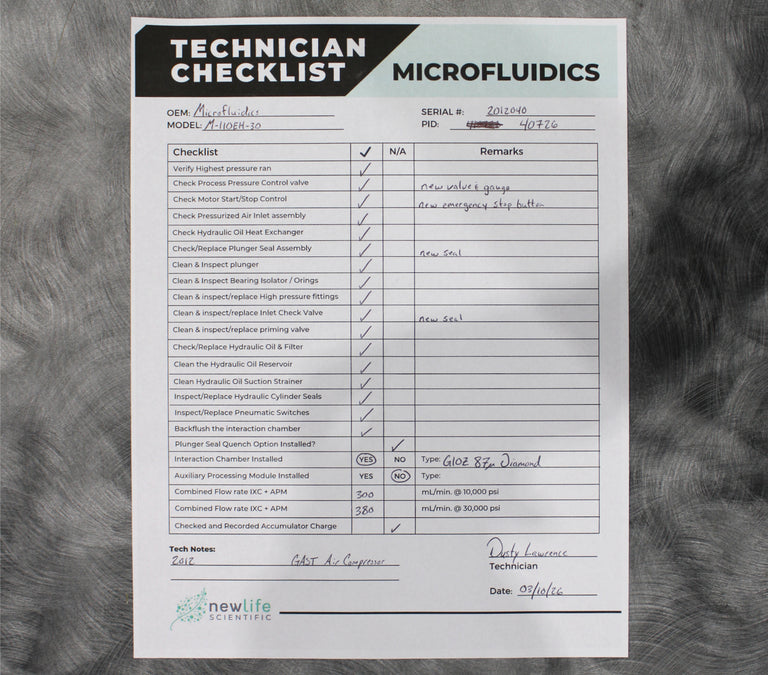 TECHNICIAN
CHECKLIST
MICROFLUIDICS
OEM: Microfluidics
SERIAL #: 2012040
MODEL: M-110EH-30
PID: 40726
Checklist ✓ N/A Remarks
Verify Highest pressure ran ✓
Check Process Pressure Control valve ✓ new valve & gauge
Check Motor Start/Stop Control ✓ new emergency stop button
Check Pressurized Air Inlet assembly ✓
Check Hydraulic Oil Heat Exchanger ✓
Check/Replace Plunger Seal Assembly ✓ new seal
Clean & Inspect plunger ✓
Clean & Inspect Bearing Isolator / Orings ✓
Clean & inspect/replace High pressure fittings ✓
Clean & inspect/replace Inlet Check Valve ✓ new seal
Clean & inspect/replace priming valve ✓
Check/Replace Hydraulic Oil & Filter ✓
Clean the Hydraulic Oil Reservoir ✓
Clean Hydraulic Oil Suction Strainer ✓
Inspect/Replace Hydraulic Cylinder Seals ✓
Inspect/Replace Pneumatic Switches ✓
Backflush the interaction chamber ✓
Plunger Seal Quench Option Installed? ✓
Interaction Chamber Installed YES NO Type: G10Z 87µ Diamond
Auxiliary Processing Module Installed YES NO Type:
Combined Flow rate IXC + APM 300 mL/min. @ 10,000 psi
Combined Flow rate IXC + APM 380 mL/min. @ 30,000 psi
Checked and Recorded Accumulator Charge ✓
Tech Notes:
2012 GAST Air Compressor
Dusty Lawrence
Technician
Date: 03/10/26
newlife
SCIENTIFIC